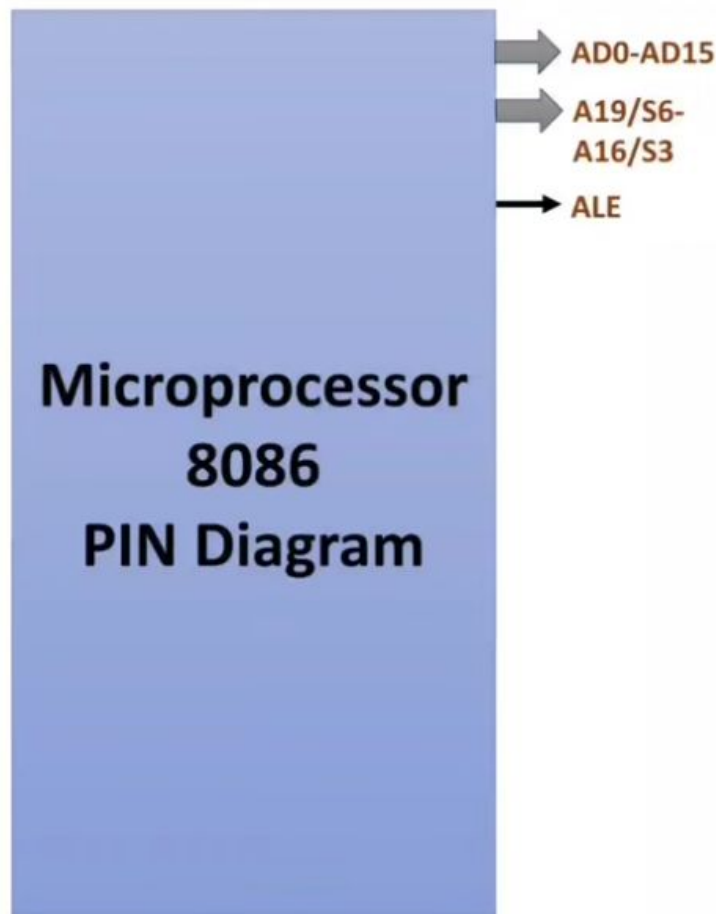 AD0-AD15
A19/S6-
A16/S3
ALE
Microprocessor
8086
PIN Diagram